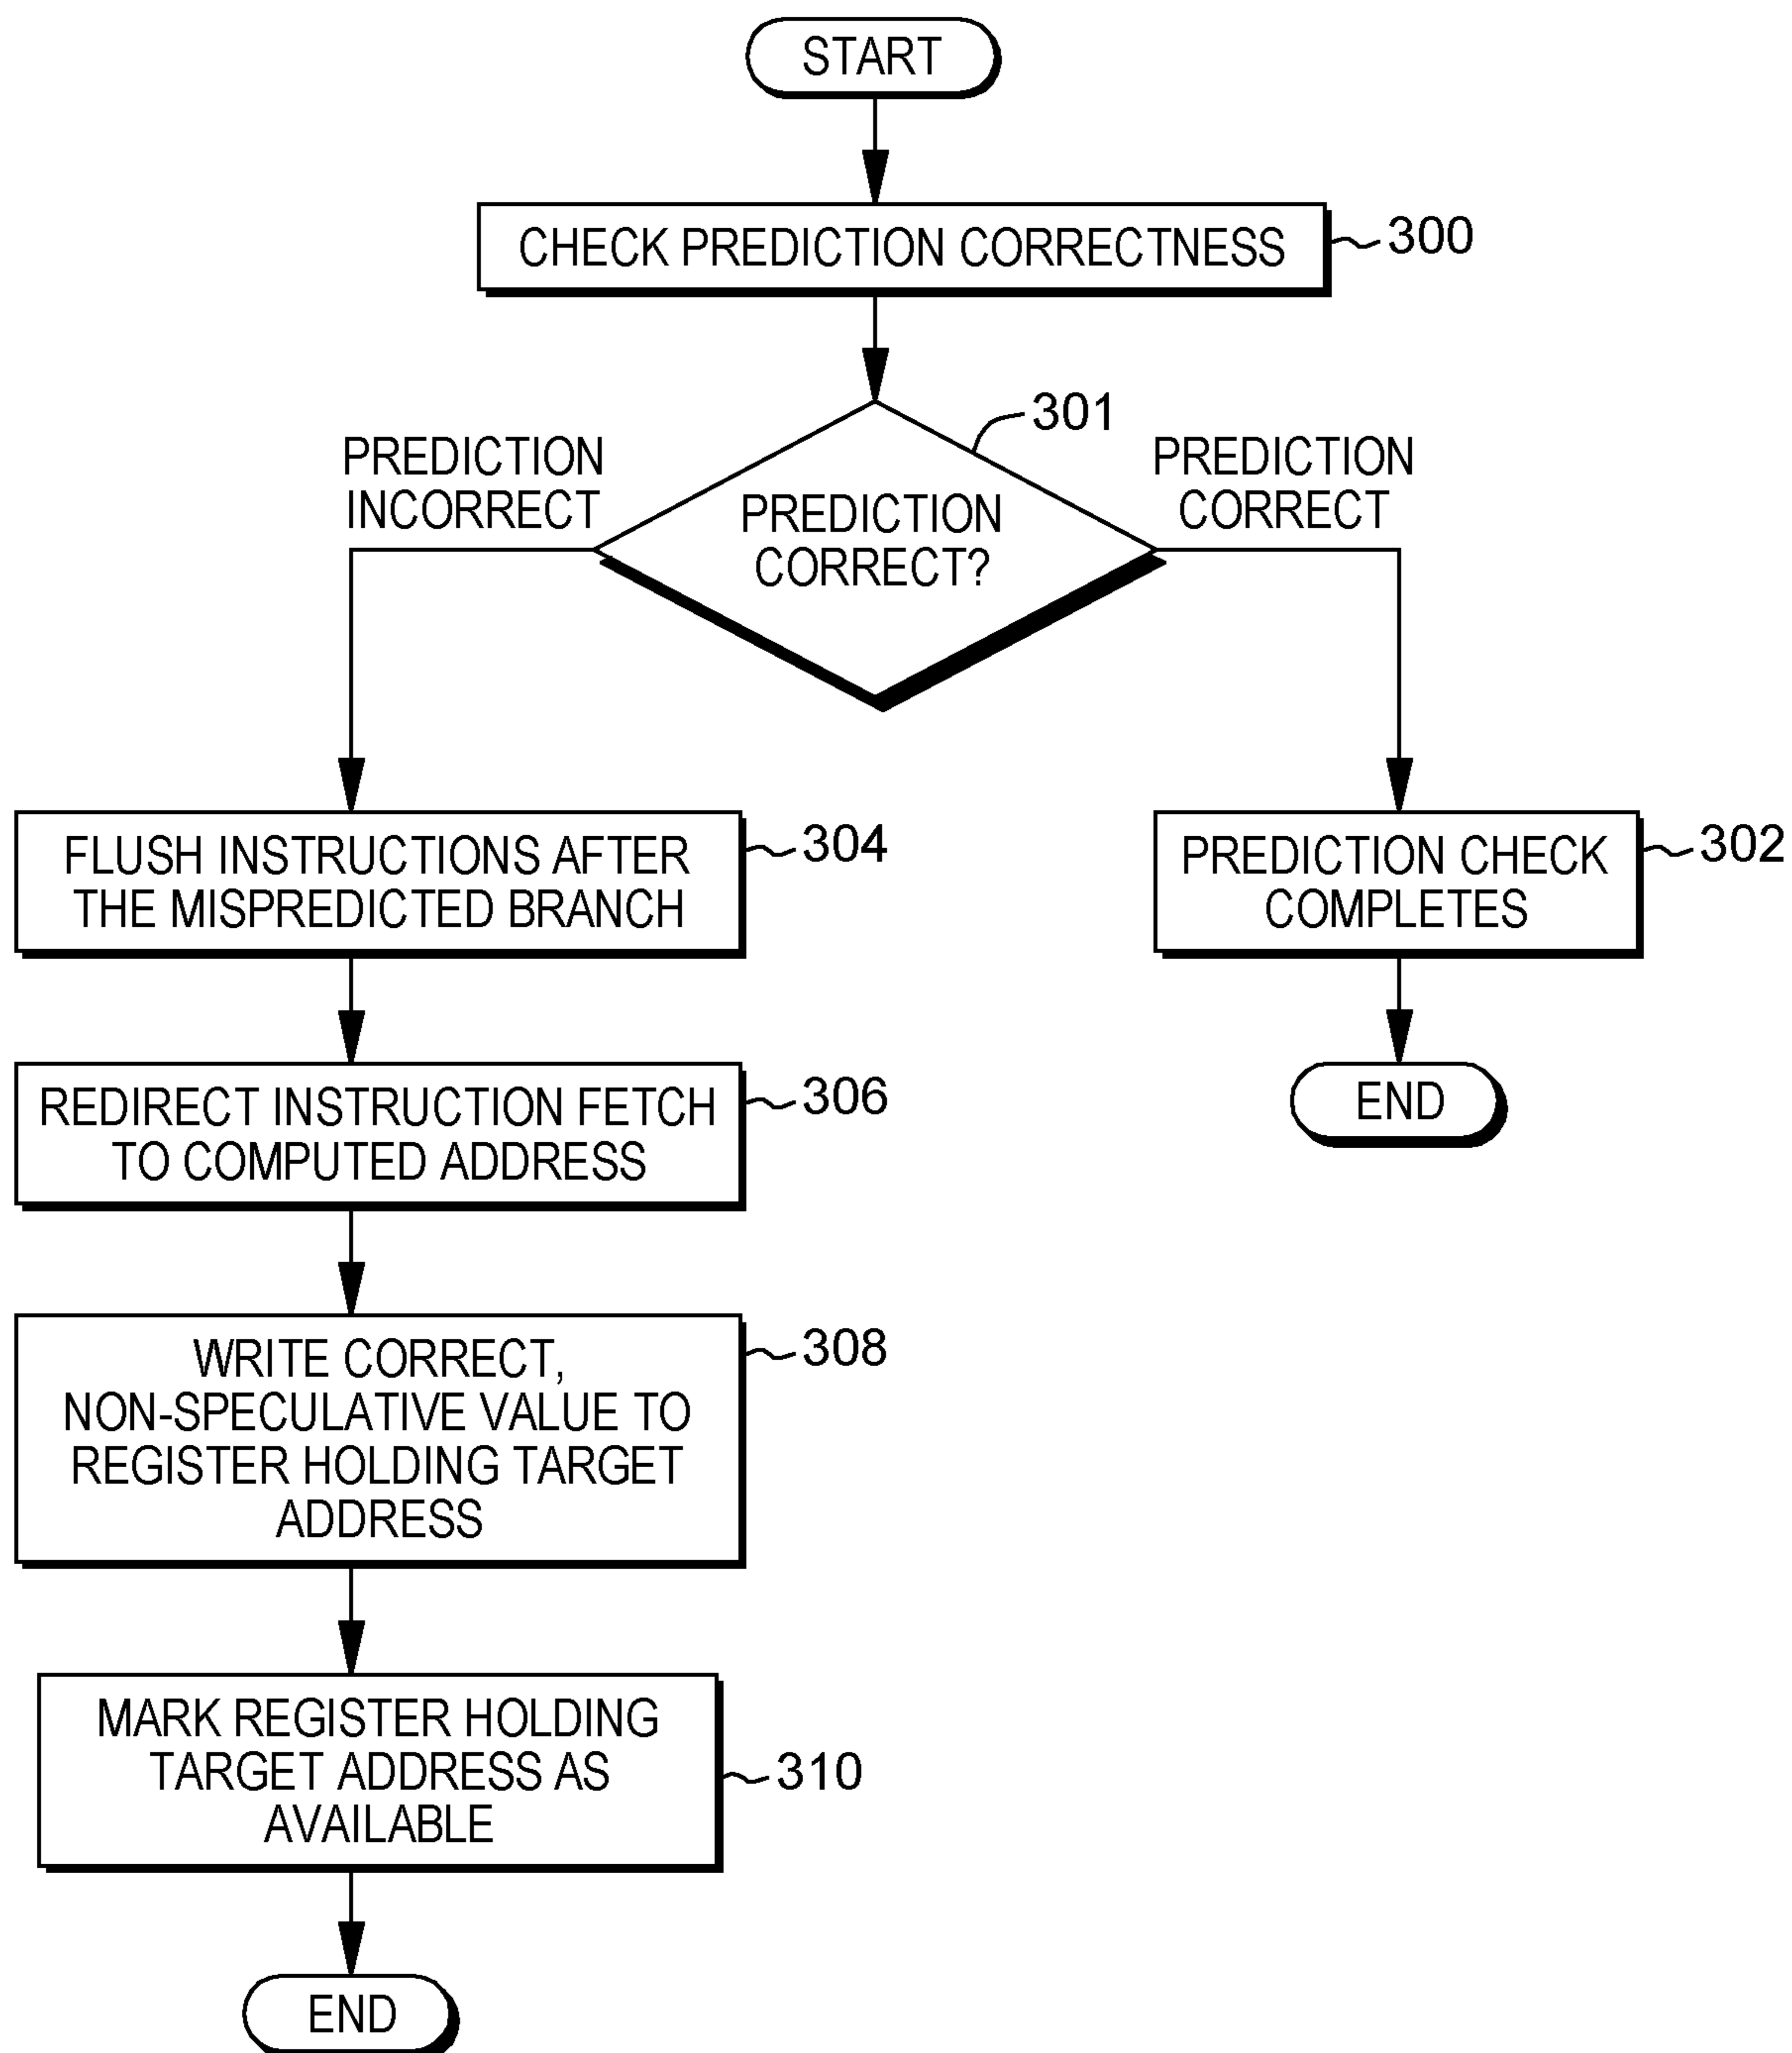 START
CHECK PREDICTION CORRECTNESS
300
301
PREDICTION
INCORRECT
PREDICTION
CORRECT?
PREDICTION
CORRECT
FLUSH INSTRUCTIONS AFTER
THE MISPREDICTED BRANCH
304
PREDICTION CHECK
COMPLETES
302
REDIRECT INSTRUCTION FETCH
TO COMPUTED ADDRESS
306
END
WRITE CORRECT,
NON-SPECULATIVE VALUE TO
REGISTER HOLDING TARGET
ADDRESS
308
MARK REGISTER HOLDING
TARGET ADDRESS AS
AVAILABLE
310
END